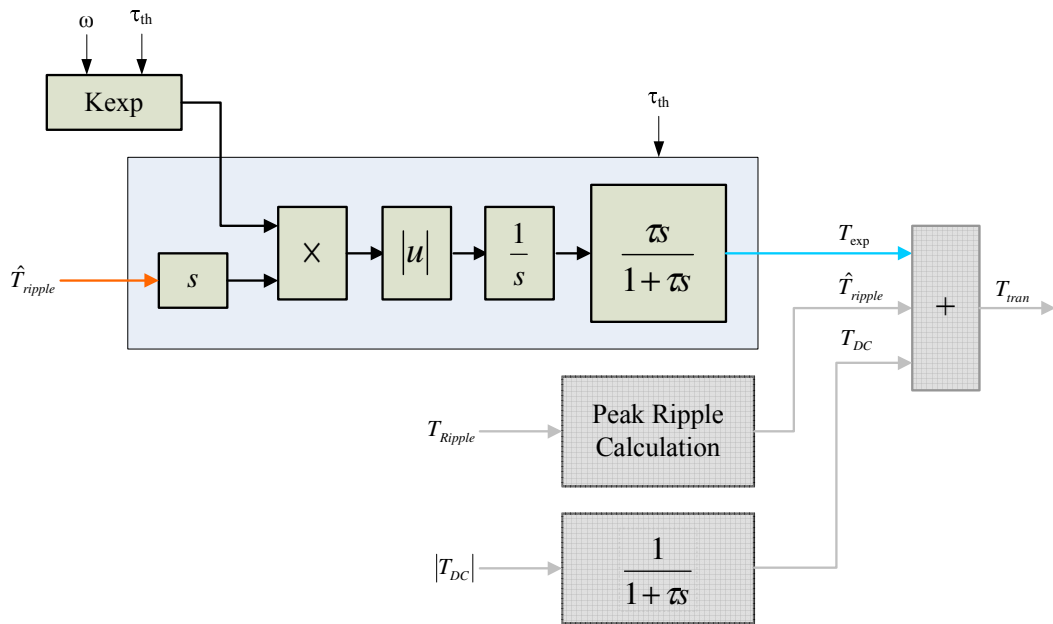 ω
τth
Kexp
τth
T̂ripple
s
×
|u|
1
s
τs
1 + τs
Texp
T̂ripple
TDC
+
Ttran
TRipple
Peak Ripple
Calculation
|TDC|
1
1 + τs